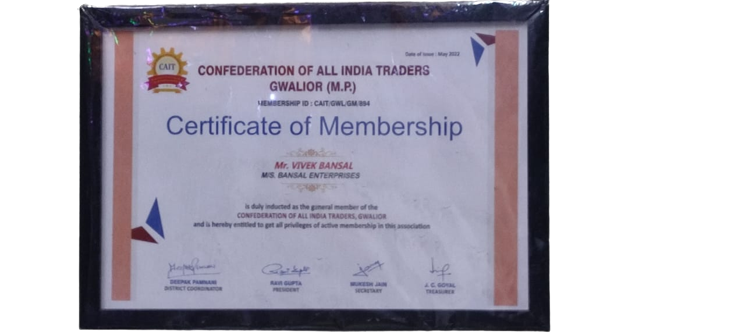 Date of Issue : May 2022
CAIT
CONFEDERATION OF ALL INDIA TRADERS
GWALIOR (M.P.)
MEMBERSHIP ID : CAIT/GWL/GM/694
Certificate of Membership
Mr. VIVEK BANSAL
M/S. BANSAL ENTERPRISES
is duly inducted as the general member of the
CONFEDERATION OF ALL INDIA TRADERS, GWALIOR
and is hereby entitled to get all privileges of active membership in this association
DEEPAK PAMNANI RAVI GUPTA MUKESH JAIN J. C. GOYAL
DISTRICT COORDINATOR PRESIDENT SECRETARY TREASURER